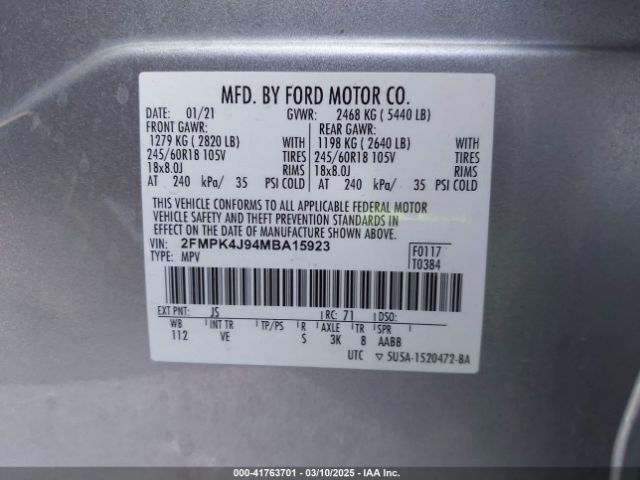 MFD. BY FORD MOTOR CO.
DATE: 01/21 GVWR: 2468 KG ( 5440 LB)
FRONT GAWR: REAR GAWR:
1279 KG ( 2820 LB) WITH 1198 KG ( 2640 LB) WITH
245/60R18 105V TIRES 245/60R18 105V TIRES
18x8.0J RIMS 18x8.0J RIMS
AT 240 kPa/ 35 PSI COLD AT 240 kPa/ 35 PSI COLD
THIS VEHICLE CONFORMS TO ALL APPLICABLE FEDERAL MOTOR
VEHICLE SAFETY AND THEFT PREVENTION STANDARDS IN
EFFECT ON THE DATE OF MANUFACTURE SHOWN ABOVE.
VIN: 2FMPK4J94MBA15923 F0117
TYPE: MPV T0384
EXT PNT: JS RC: 71 DSO:
WB INT TR TP/PS R AXLE TR SPR
112 VE S 3K 8 AABB
UTC ▽ 5U5A-1520472-BA
000-41763701 - 03/10/2025 - IAA Inc.